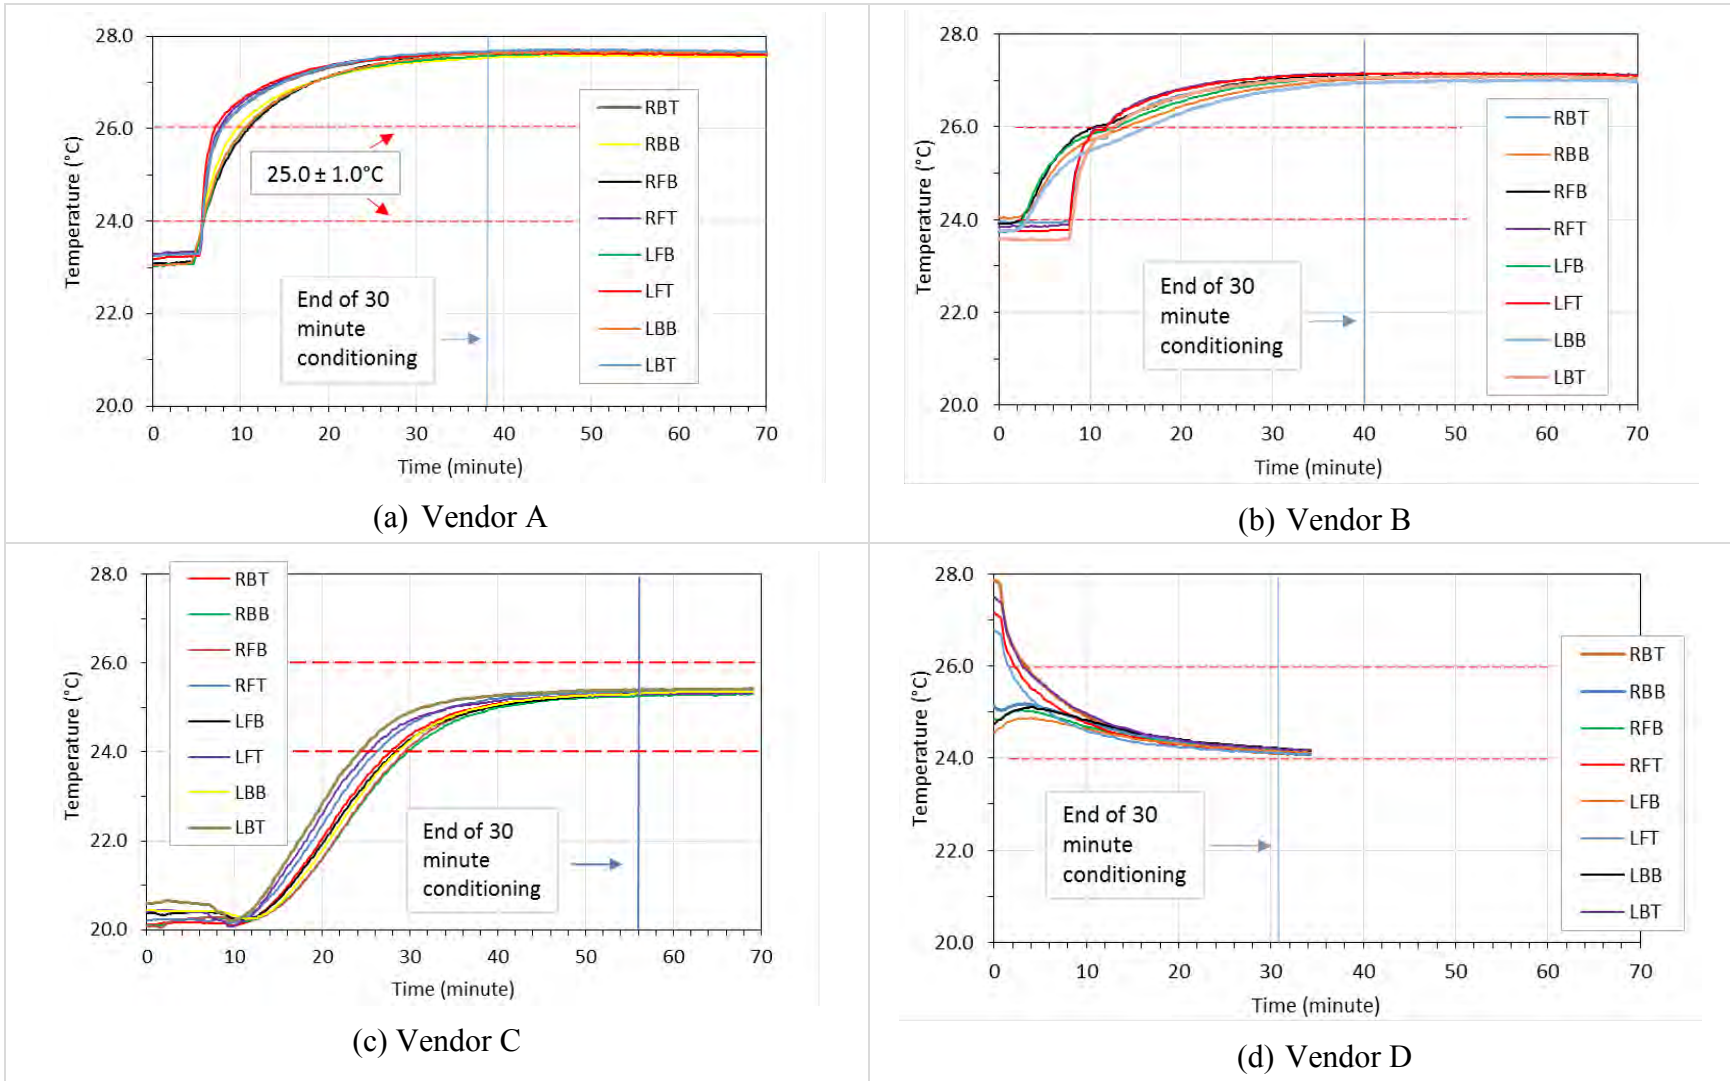 28.0
26.0
24.0
22.0
20.0
Temperature (°C)
0 10 20 30 40 50 60 70
Time (minute)
25.0 ± 1.0°C
End of 30
minute
conditioning
RBT
RBB
RFB
RFT
LFB
LFT
LBB
LBT
(a) Vendor A
28.0
26.0
24.0
22.0
20.0
Temperature (°C)
0 10 20 30 40 50 60 70
Time (minute)
End of 30
minute
conditioning
RBT
RBB
RFB
RFT
LFB
LFT
LBB
LBT
(b) Vendor B
28.0
26.0
24.0
22.0
20.0
Temperature (°C)
0 10 20 30 40 50 60 70
Time (minute)
RBT
RBB
RFB
RFT
LFB
LFT
LBB
LBT
End of 30
minute
conditioning
(c) Vendor C
28.0
26.0
24.0
22.0
20.0
Temperature (°C)
0 10 20 30 40 50 60 70
Time (minute)
End of 30
minute
conditioning
RBT
RBB
RFB
RFT
LFB
LFT
LBB
LBT
(d) Vendor D